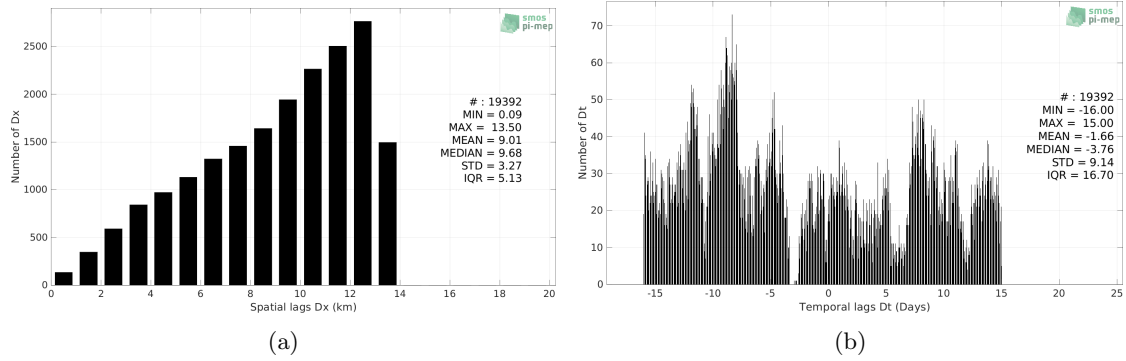 smos
pi-mep
2500
2000
1500
1000
500
0
Number of Dx
# : 19392
MIN = 0.09
MAX = 13.50
MEAN = 9.01
MEDIAN = 9.68
STD = 3.27
IQR = 5.13
0 2 4 6 8 10 12 14 16 18 20
Spatial lags Dx (km)
(a)
smos
pi-mep
70
60
50
40
30
20
10
0
Number of Dt
# : 19392
MIN = -16.00
MAX = 15.00
MEAN = -1.66
MEDIAN = -3.76
STD = 9.14
IQR = 16.70
-15 -10 -5 0 5 10 15 20 25
Temporal lags Dt (Days)
(b)